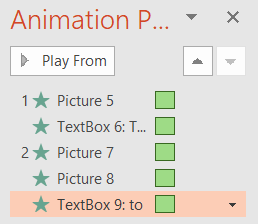 Animation P...
Play From
1 Picture 5
TextBox 6: T...
2 Picture 7
Picture 8
TextBox 9: to